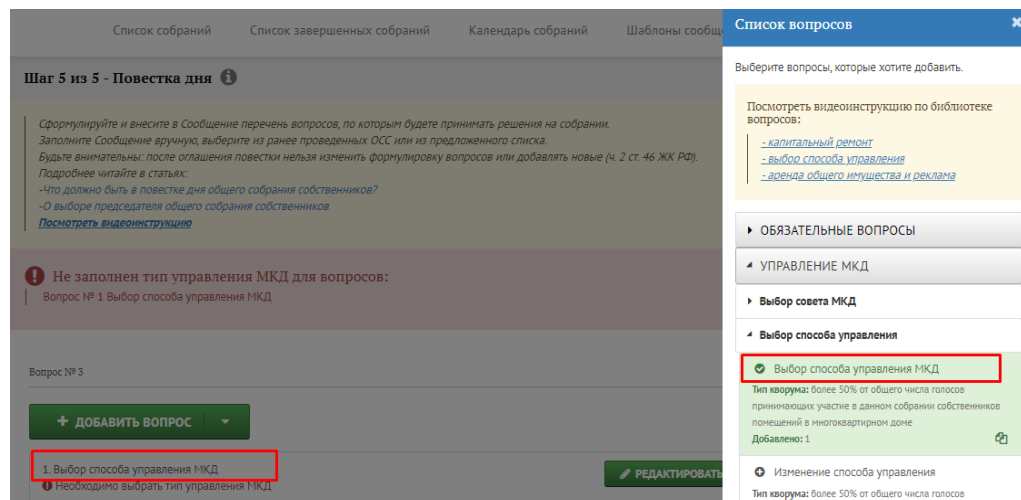 Список собраний
Список завершенных собраний
Календарь собраний
Шаблоны сообщ
Шаг 5 из 5 - Повестка дня
Сформулируйте и внесите в Сообщение перечень вопросов, по которым будете принимать решения на собрании.
Заполните Сообщение вручную, выберите из ранее проведенных ОСС или из предложенного списка.
Будьте внимательны: после оглашения повестки нельзя изменить формулировку вопросов или добавлять новые (ч. 2 ст. 46 ЖК РФ).
Подробнее читайте в статьях:
-Что должно быть в повестке дня общего собрания собственников?
-О выборе председателя общего собрания собственников
Посмотреть видеоинструкцию
Не заполнен тип управления МКД для вопросов:
Вопрос № 1 Выбор способа управления МКД
Вопрос № 3
+ ДОБАВИТЬ ВОПРОС
1. Выбор способа управления МКД
Необходимо выбрать тип управления МКД
РЕДАКТИРОВАТЬ
Список вопросов
Выберите вопросы, которые хотите добавить.
Посмотреть видеоинструкцию по библиотеке
вопросов:
- капитальный ремонт
- выбор способа управления
- аренда общего имущества и реклама
ОБЯЗАТЕЛЬНЫЕ ВОПРОСЫ
УПРАВЛЕНИЕ МКД
Выбор совета МКД
Выбор способа управления
Выбор способа управления МКД
Тип кворума: более 50% от общего числа голосов
принимающих участие в данном собрании собственников
помещений в многоквартирном доме
Добавлено: 1
Изменение способа управления
Тип кворума: более 50% от общего числа голосов